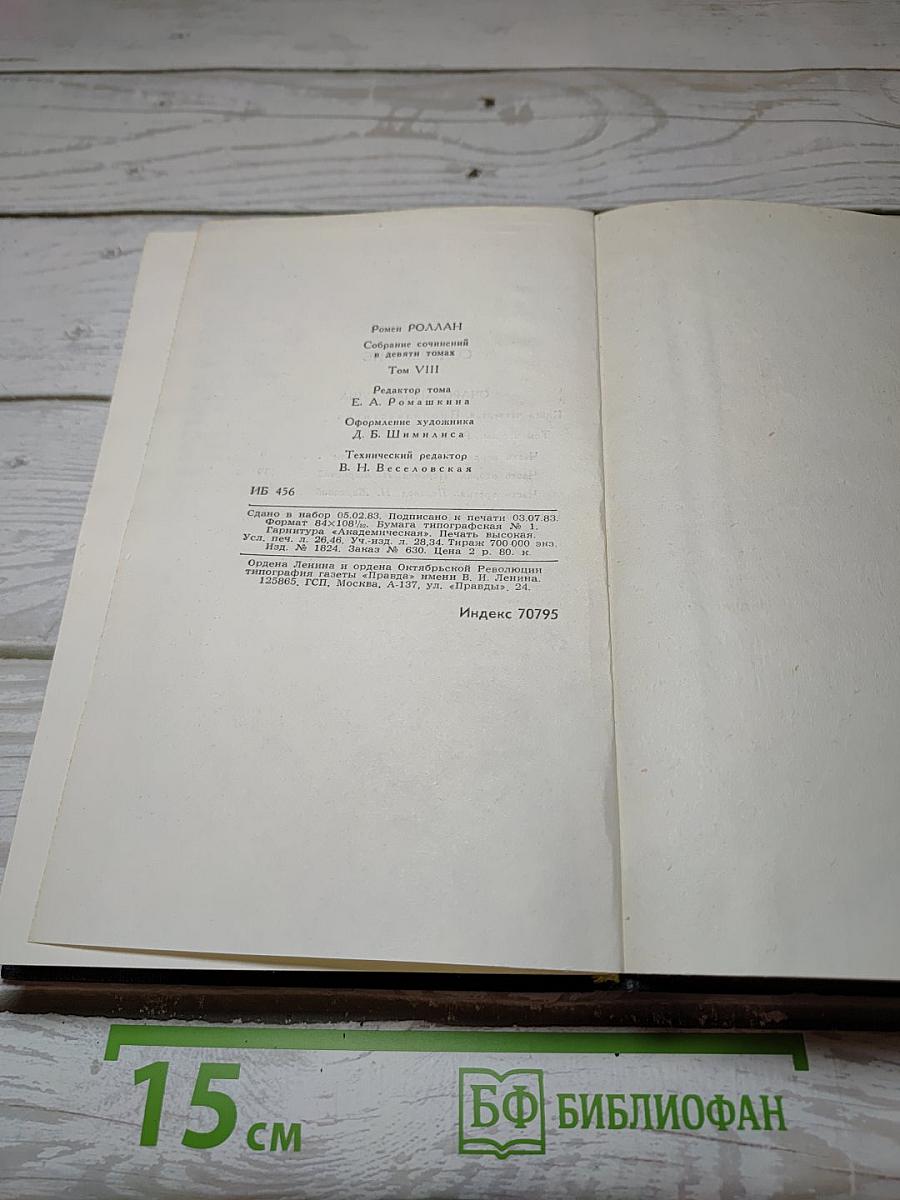 Ромен РОЛЛАН
Собрание сочинений
в девяти томах
Том VIII
Редактор тома
Е. А. Ромашкина
Оформление художника
Д. Б. Шимилиса
Технический редактор
В. Н. Веселовская
ИБ 456
Сдано в набор 05.02.83. Подписано к печати 03.07.83.
Формат 84×108¹/₃₂. Бумага типографская № 1.
Гарнитура «Академическая». Печать высокая.
Усл. печ. л. 26,46. Уч.-изд. л. 28,34. Тираж 700 000 экз.
Изд. № 1824. Заказ № 630. Цена 2 р. 80. к.
Ордена Ленина и ордена Октябрьской Революции
типография газеты «Правда» имени В. И. Ленина.
125865, ГСП, Москва, А-137, ул. «Правды», 24.
Индекс 70795
15 см
БФ БИБЛИОФАН